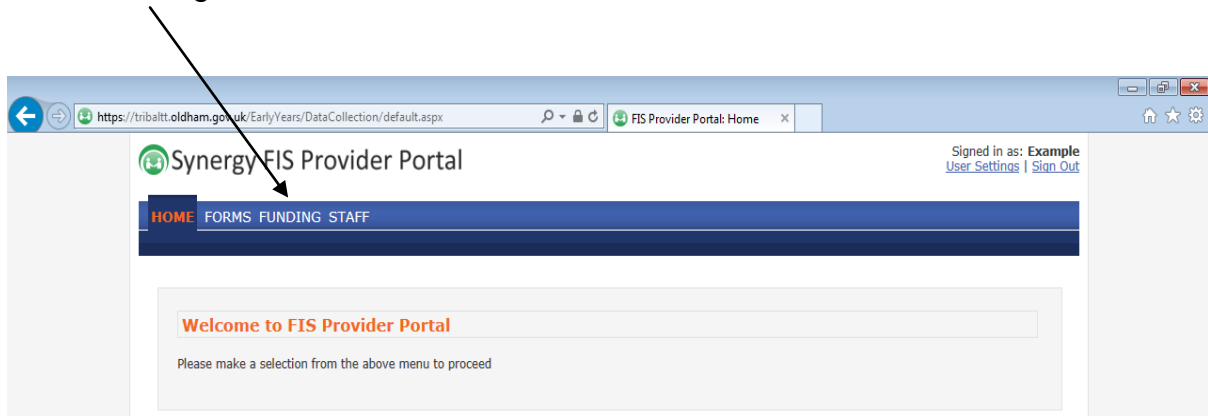 https://tribaltt.oldham.gov.uk/EarlyYears/DataCollection/default.aspx
FIS Provider Portal: Home
Synergy FIS Provider Portal
Signed in as: Example
User Settings | Sign Out
HOME FORMS FUNDING STAFF
Welcome to FIS Provider Portal
Please make a selection from the above menu to proceed